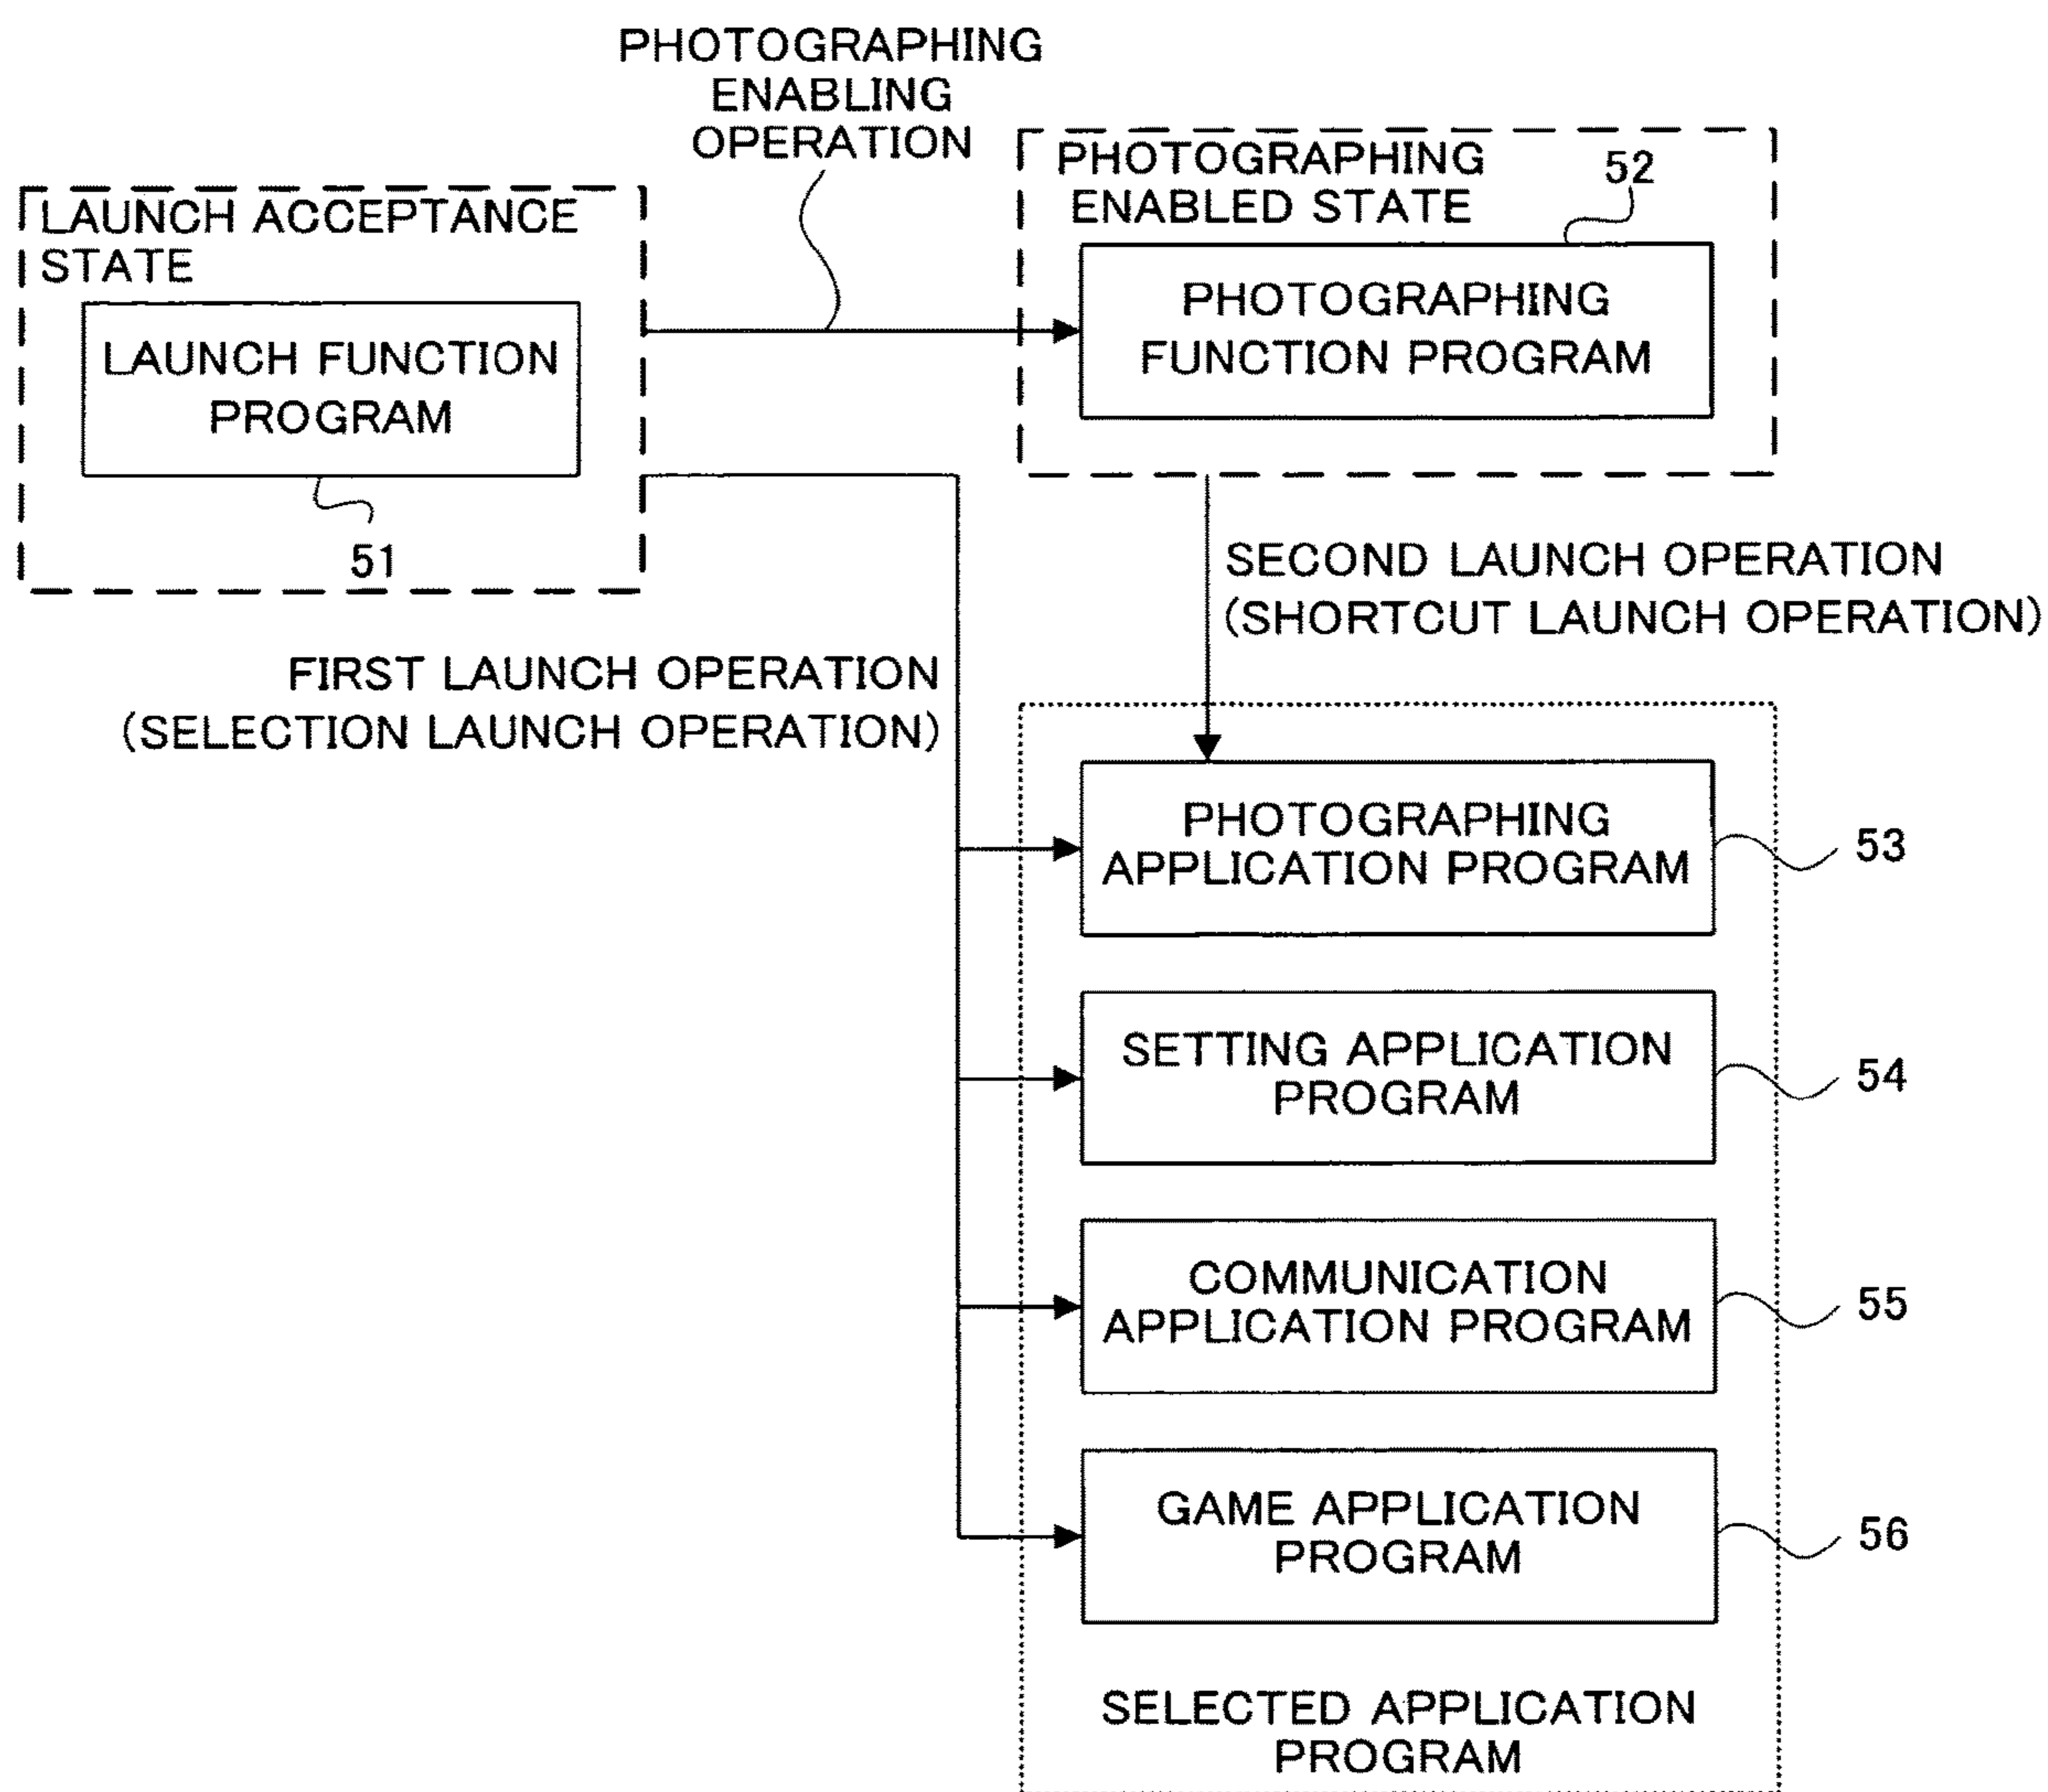 PHOTOGRAPHING
ENABLING
OPERATION
LAUNCH ACCEPTANCE
STATE
LAUNCH FUNCTION
PROGRAM
51
PHOTOGRAPHING
ENABLED STATE
52
PHOTOGRAPHING
FUNCTION PROGRAM
SECOND LAUNCH OPERATION
(SHORTCUT LAUNCH OPERATION)
FIRST LAUNCH OPERATION
(SELECTION LAUNCH OPERATION)
PHOTOGRAPHING
APPLICATION PROGRAM
53
SETTING APPLICATION
PROGRAM
54
COMMUNICATION
APPLICATION PROGRAM
55
GAME APPLICATION
PROGRAM
56
SELECTED APPLICATION
PROGRAM